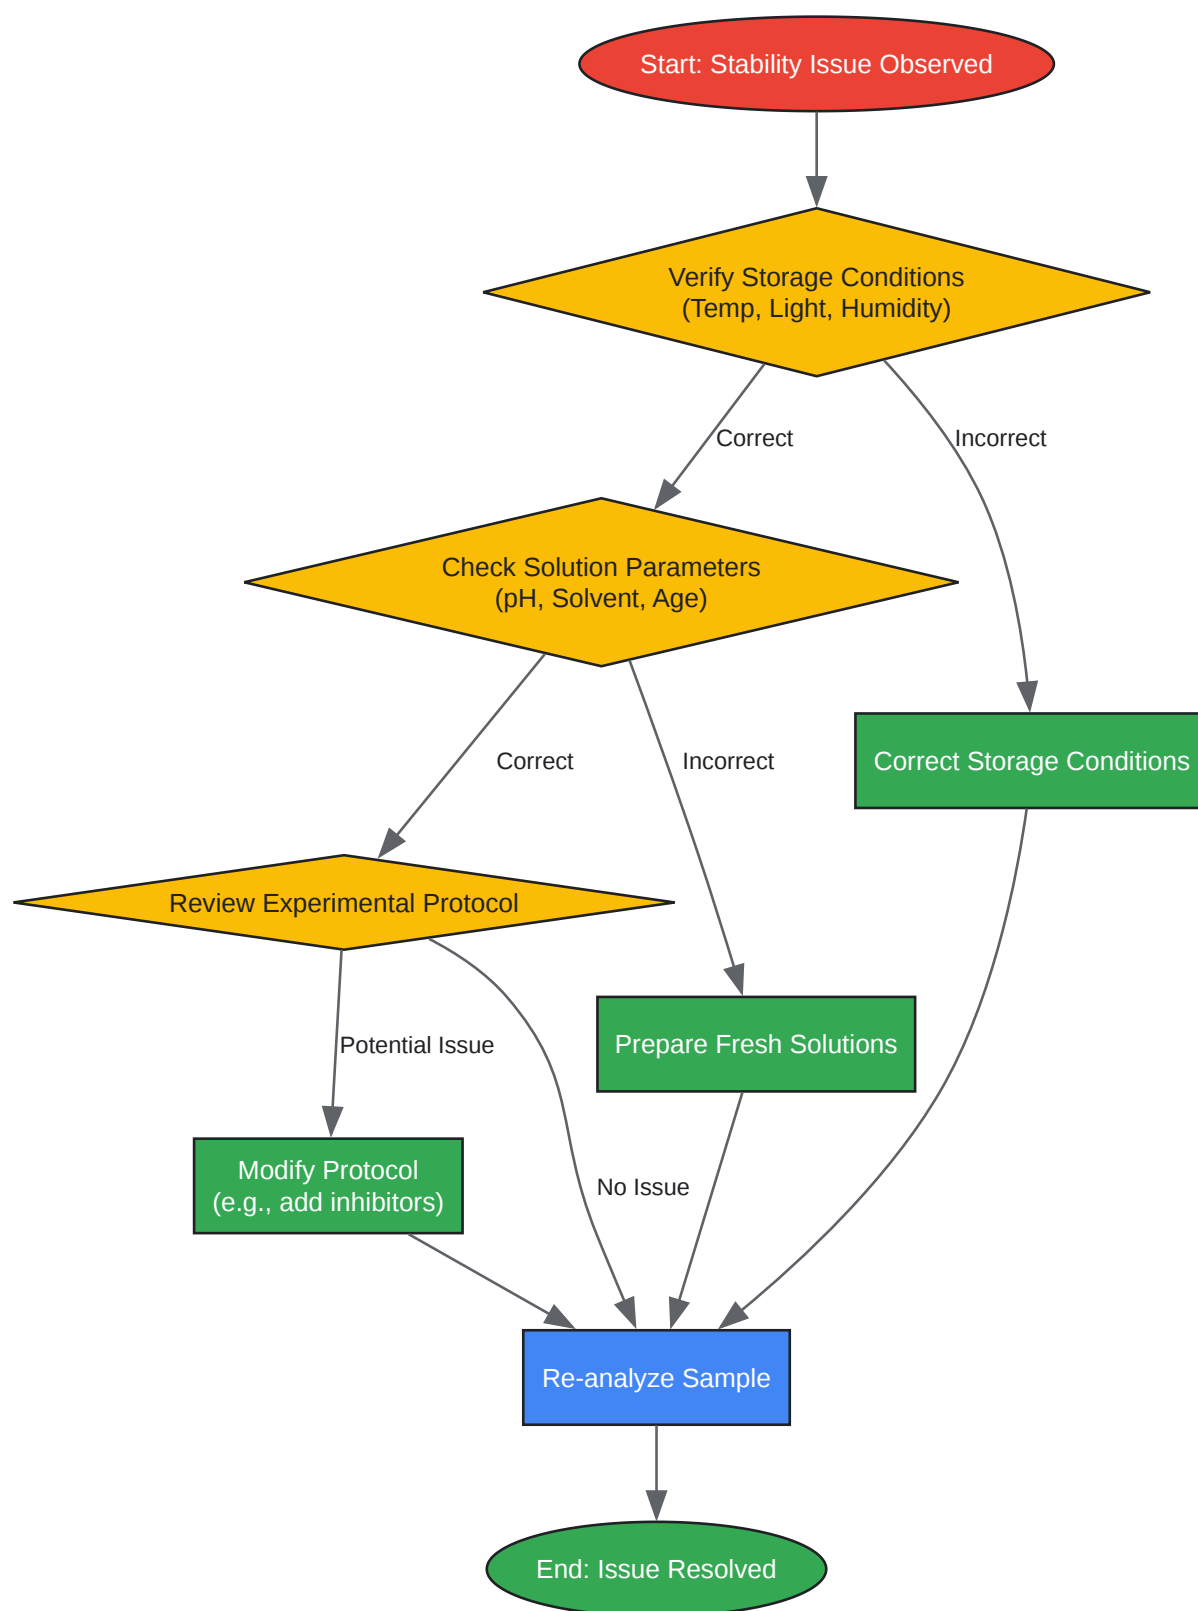 Start: Stability Issue Observed
Verify Storage Conditions
(Temp, Light, Humidity)
Correct
Incorrect
Check Solution Parameters
(pH, Solvent, Age)
Correct
Incorrect
Correct Storage Conditions
Review Experimental Protocol
Potential Issue
Prepare Fresh Solutions
Modify Protocol
(e.g., add inhibitors)
No Issue
Re-analyze Sample
End: Issue Resolved